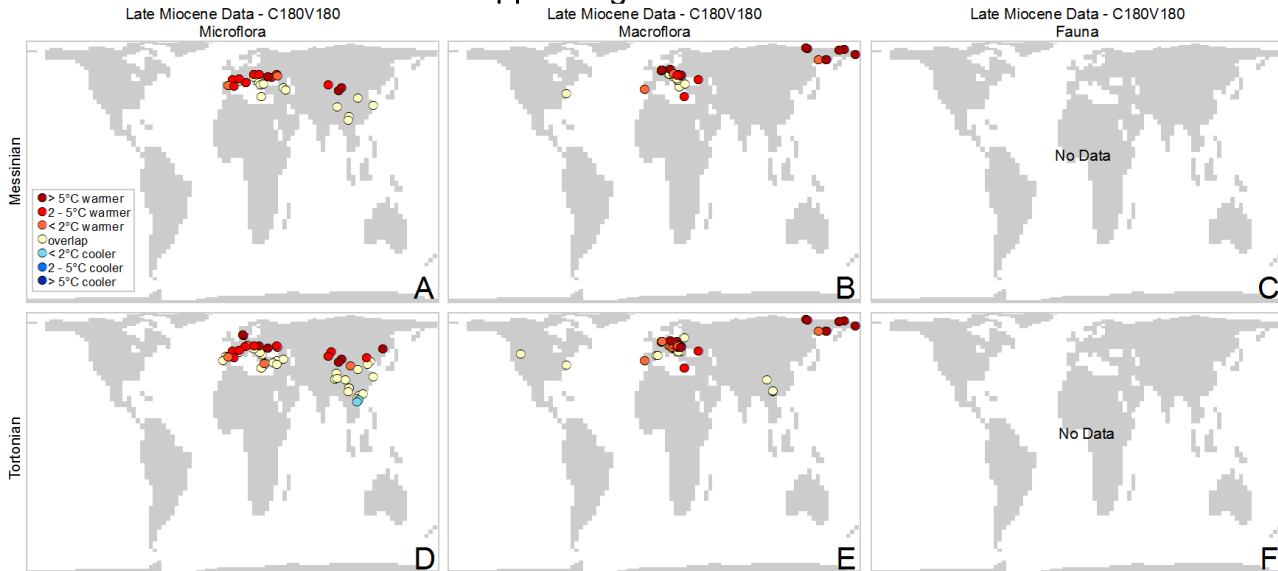 Late Miocene Data - C180V180
Microflora
Late Miocene Data - C180V180
Macroflora
Late Miocene Data - C180V180
Fauna
Messinian
> 5°C warmer
2 - 5°C warmer
< 2°C warmer
overlap
< 2°C cooler
2 - 5°C cooler
> 5°C cooler
A
B
No Data
C
Tortonian
D
E
No Data
F